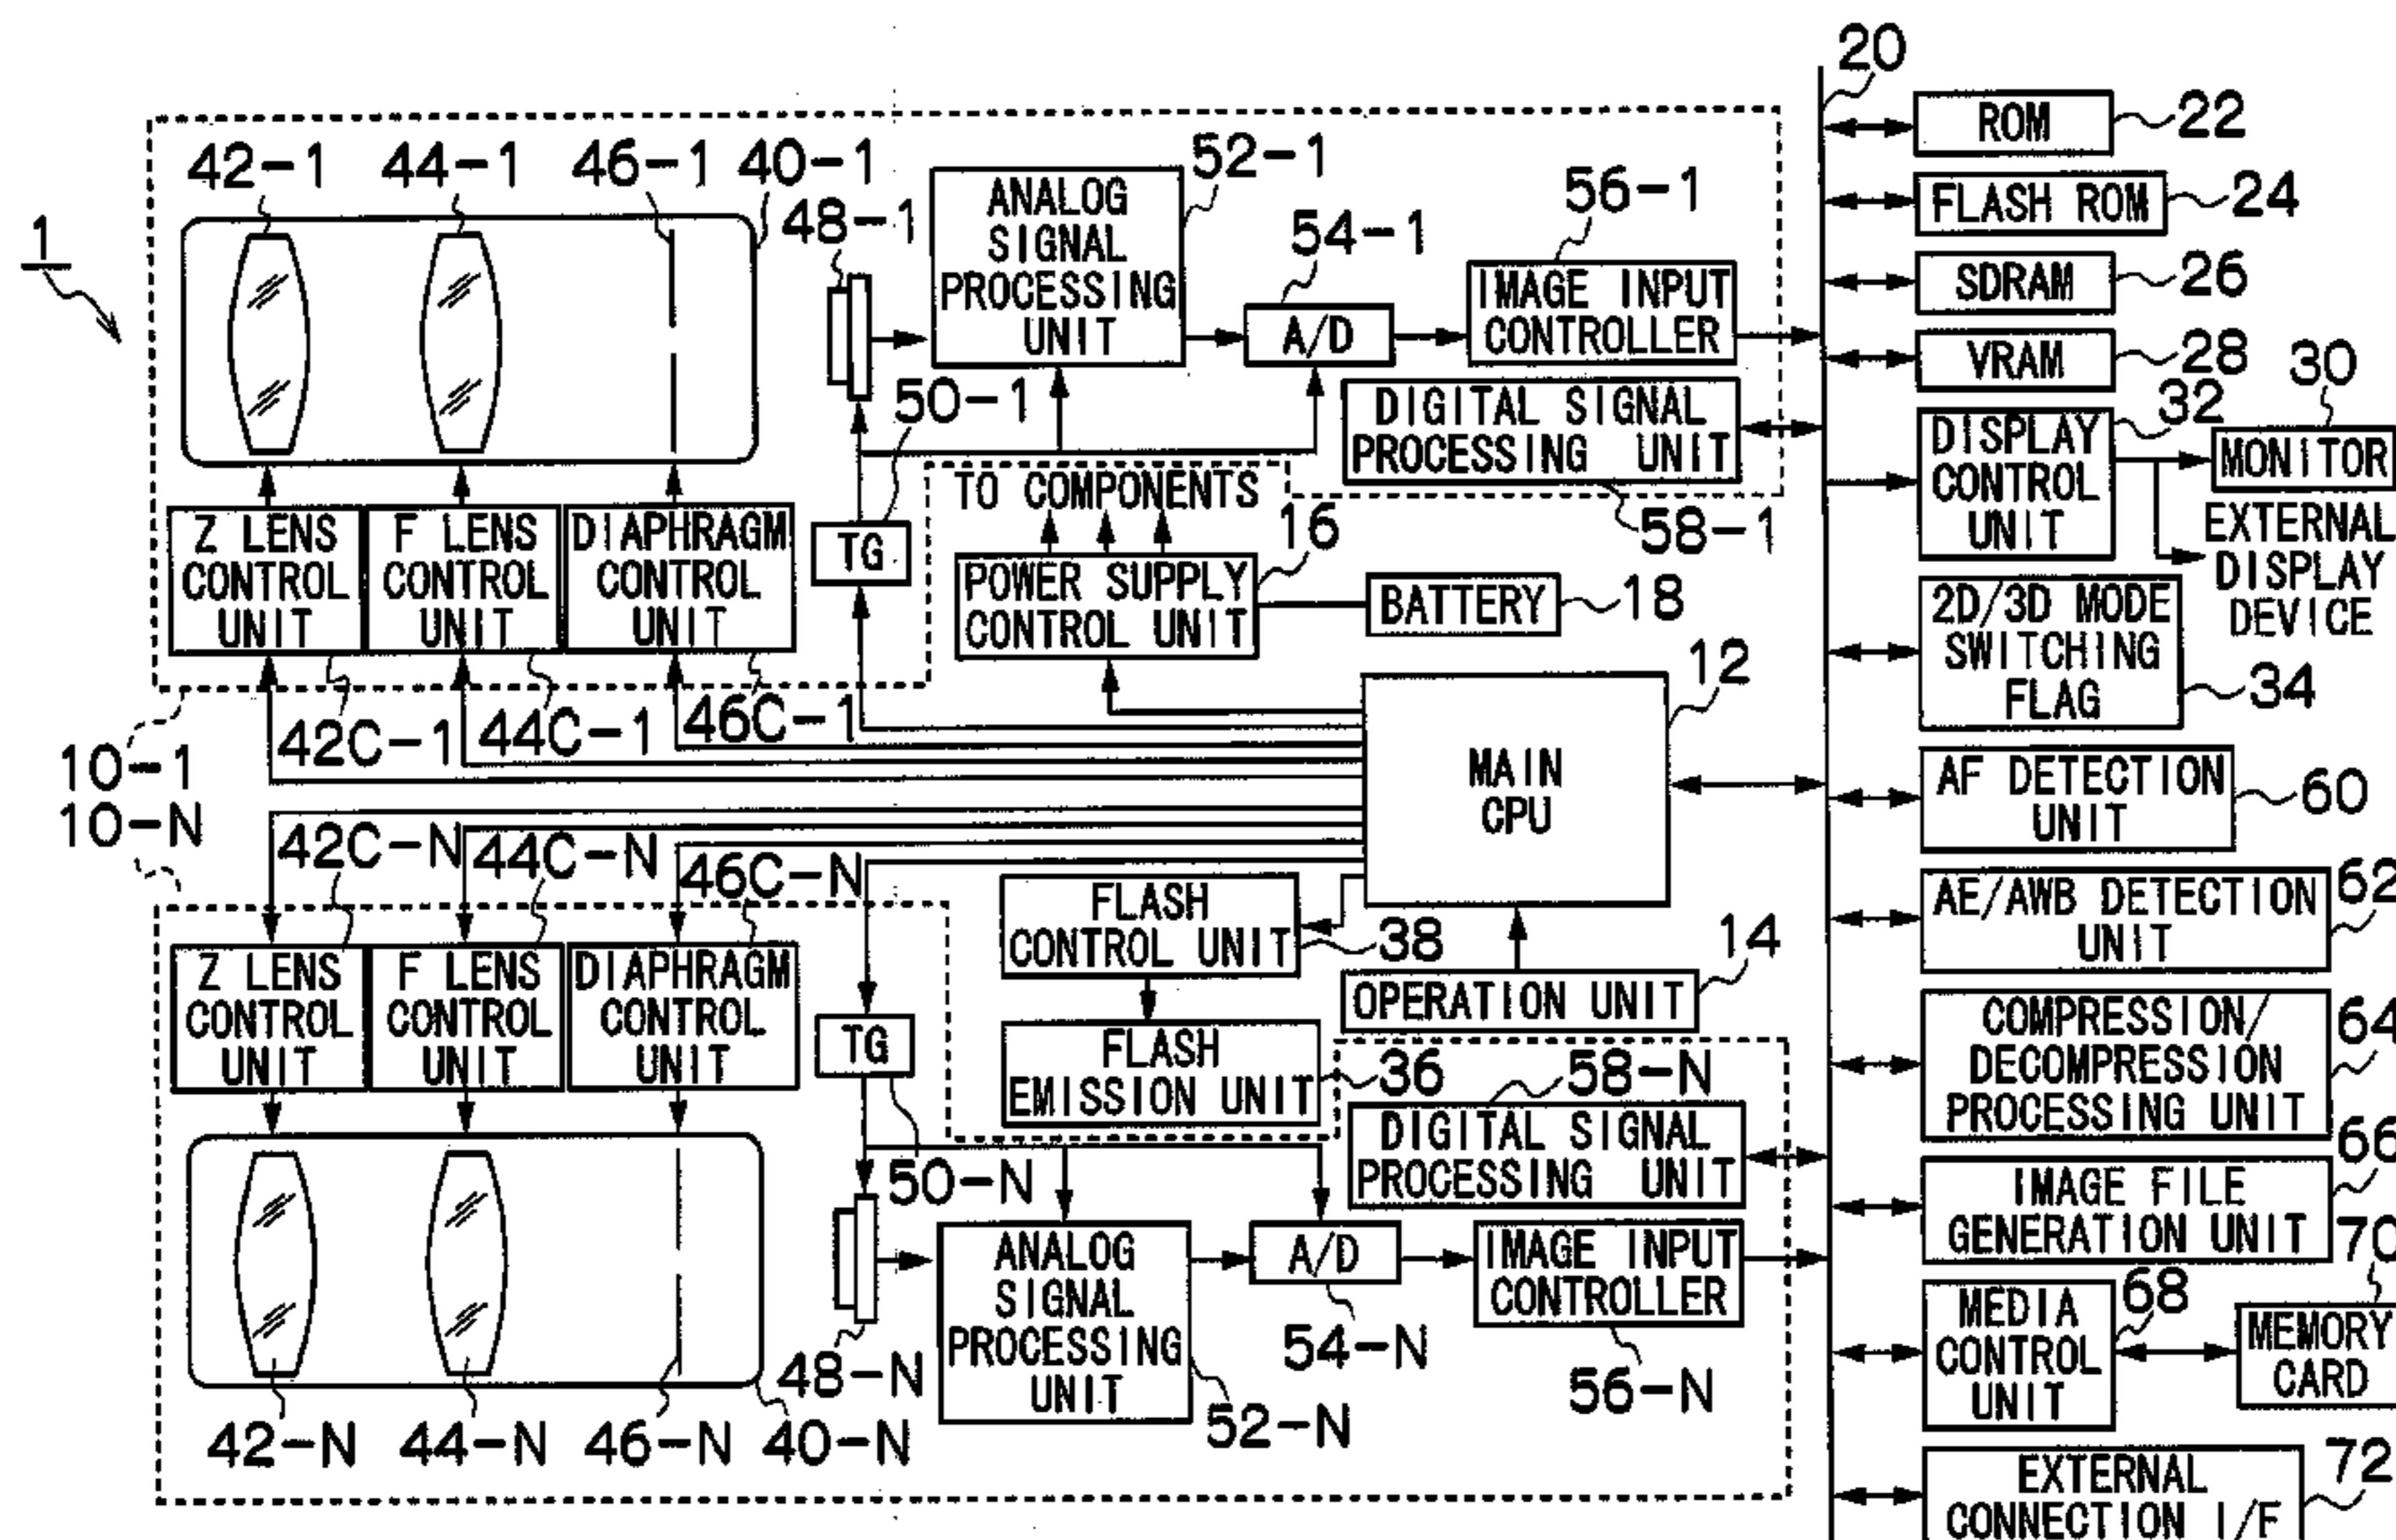 20
ROM
22
42-1
44-1
46-1
40-1
52-1
1
48-1
ANALOG
SIGNAL
PROCESSING
UNIT
54-1
56-1
FLASH ROM
24
A/D
IMAGE INPUT
CONTROLLER
SDRAM
26
VRAM
28
30
50-1
DIGITAL SIGNAL
PROCESSING UNIT
58-1
DISPLAY
CONTROL
UNIT
32
MONITOR
EXTERNAL
DISPLAY
DEVICE
Z LENS
CONTROL
UNIT
F LENS
CONTROL
UNIT
DIAPHRAGM
CONTROL
UNIT
TG
TO COMPONENTS
16
POWER SUPPLY
CONTROL UNIT
BATTERY
18
2D/3D MODE
SWITCHING
FLAG
34
12
10-1
42C-1
44C-1
46C-1
MAIN
CPU
AF DETECTION
UNIT
60
10-N
42C-N
44C-N
46C-N
FLASH
CONTROL UNIT
38
14
OPERATION UNIT
AE/AWB DETECTION
UNIT
62
Z LENS
CONTROL
UNIT
F LENS
CONTROL
UNIT
DIAPHRAGM
CONTROL
UNIT
TG
FLASH
EMISSION UNIT
36
58-N
COMPRESSION/
DECOMPRESSION
PROCESSING UNIT
64
50-N
DIGITAL SIGNAL
PROCESSING UNIT
66
IMAGE FILE
GENERATION UNIT
ANALOG
SIGNAL
PROCESSING
UNIT
A/D
IMAGE INPUT
CONTROLLER
70
48-N
54-N
56-N
MEDIA
CONTROL
UNIT
68
MEMORY
CARD
42-N
44-N
46-N
40-N
52-N
EXTERNAL
CONNECTION I/F
72